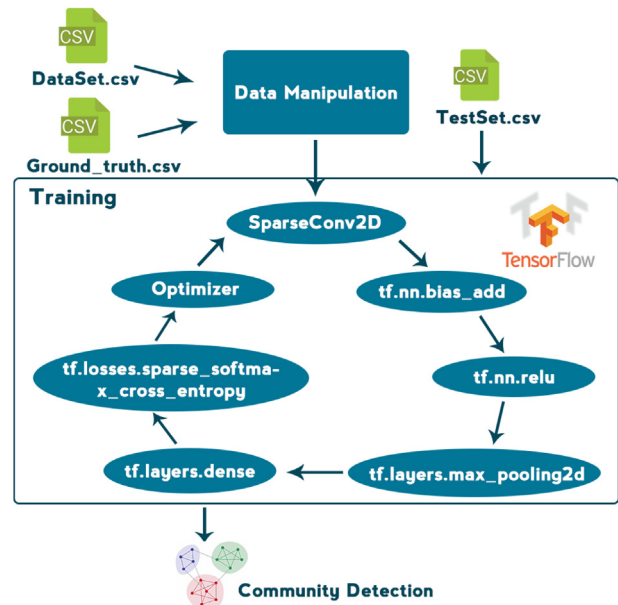 CSV
DataSet.csv
CSV
Ground_truth.csv
Data Manipulation
CSV
TestSet.csv
Training
SparseConv2D
TensorFlow
Optimizer
tf.nn.bias_add
tf.losses.sparse_softma-
x_cross_entropy
tf.nn.relu
tf.layers.dense
tf.layers.max_pooling2d
Community Detection